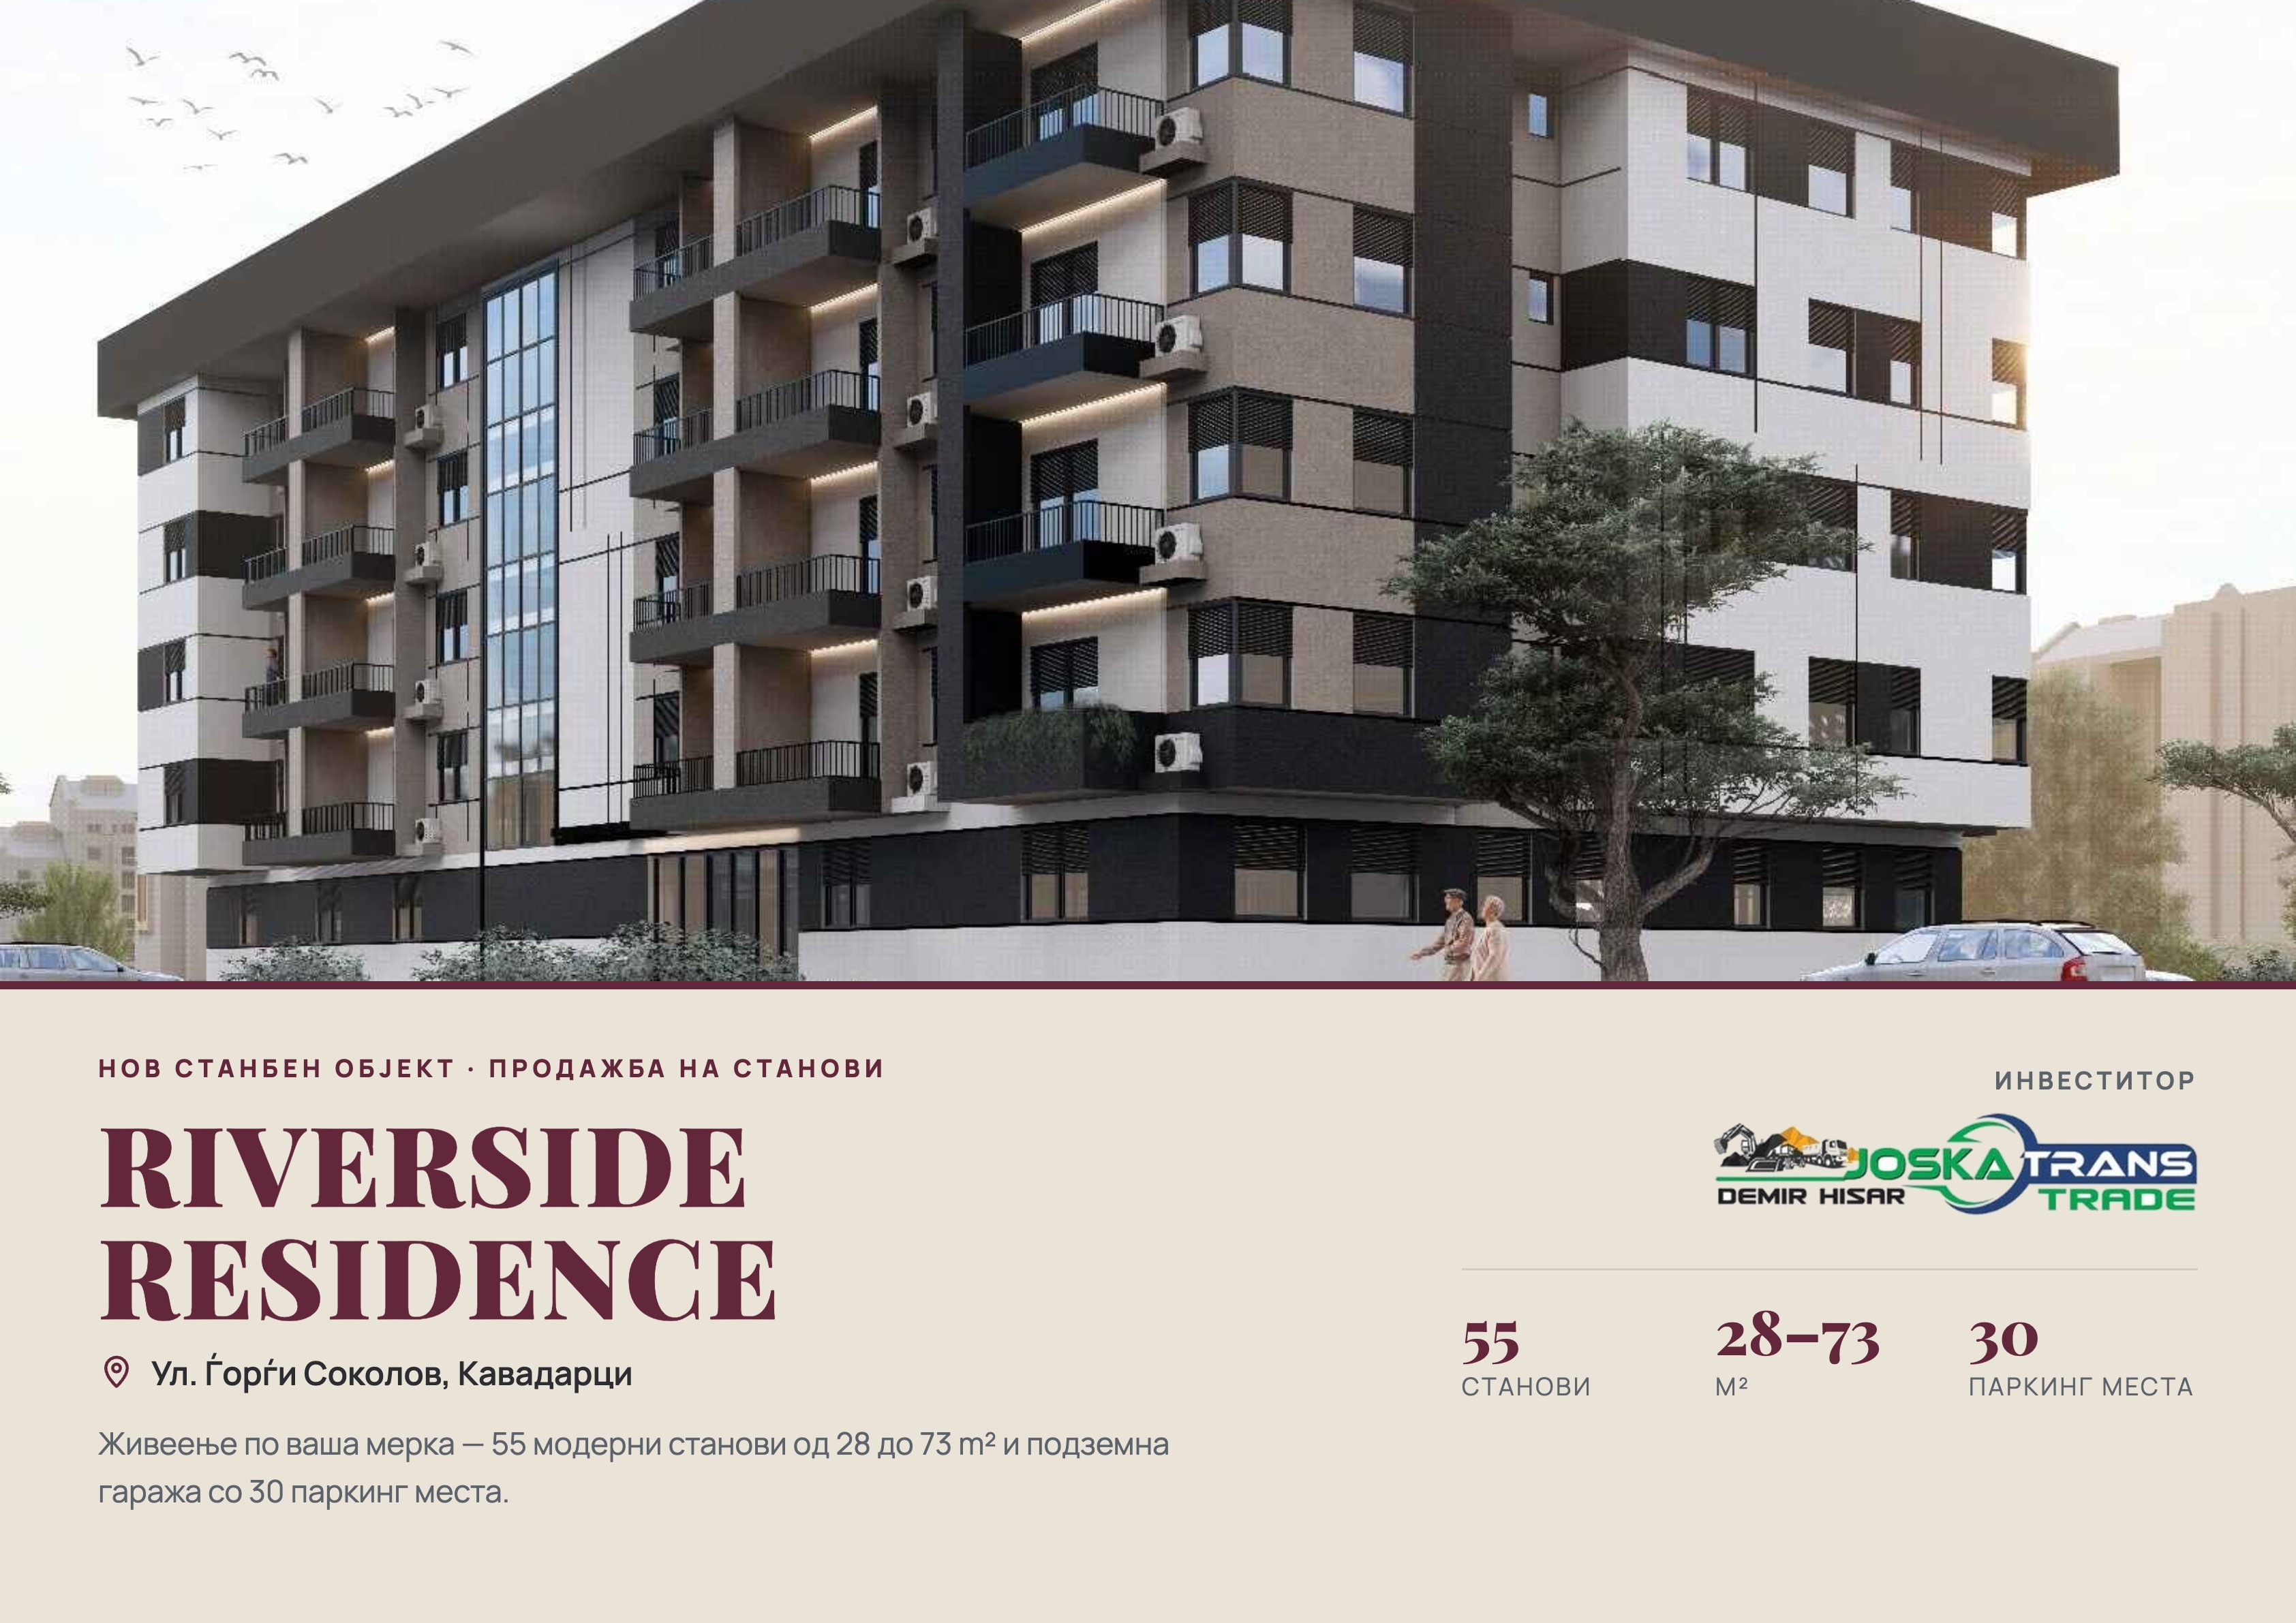 НОВ СТАНБЕН ОБЈЕКТ · ПРОДАЖБА НА СТАНОВИ
RIVERSIDE
RESIDENCE
Ул. Ѓорѓи Соколов, Кавадарци
Живеење по ваша мерка — 55 модерни станови од 28 до 73 m² и подземна
гаража со 30 паркинг места.
ИНВЕСТИТОР
JOSKA TRANS
DEMIR HISAR TRADE
55 28–73 30
СТАНОВИ М² ПАРКИНГ МЕСТА